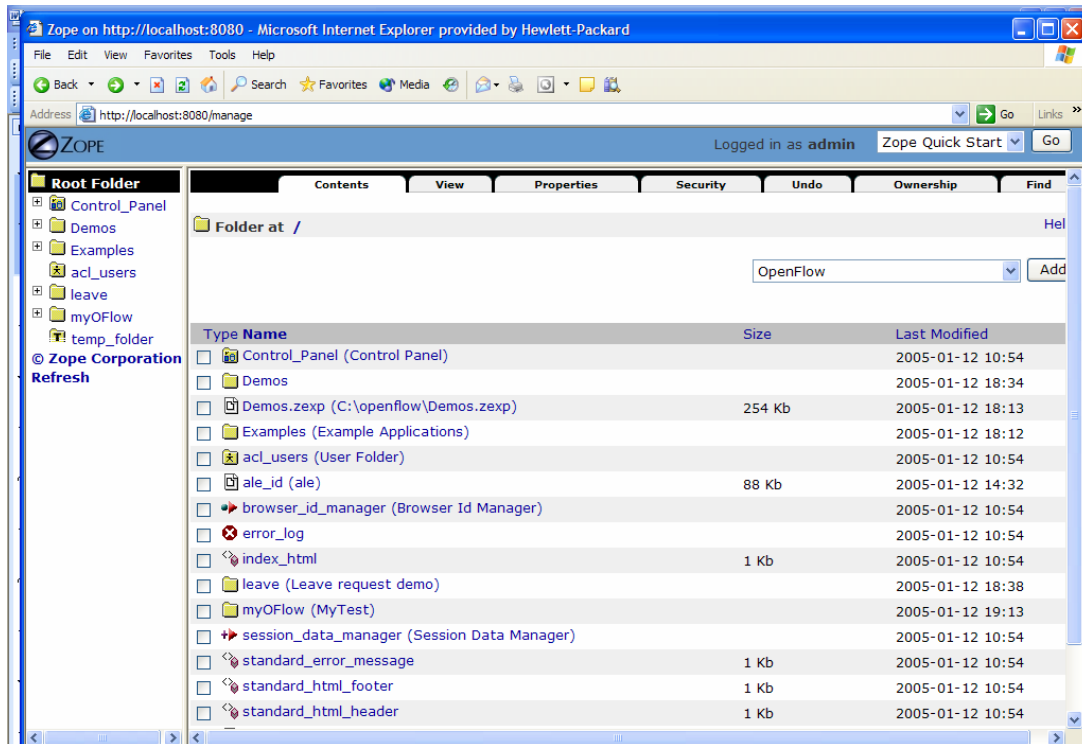 Zope on http://localhost:8080 - Microsoft Internet Explorer provided by Hewlett-Packard
File Edit View Favorites Tools Help
Back Search Favorites Media
Address http://localhost:8080/manage Go Links »
ZOPE Logged in as admin Zope Quick Start Go
Root Folder
Control_Panel
Demos
Examples
acl_users
leave
myOFlow
temp_folder
© Zope Corporation
Refresh
Contents View Properties Security Undo Ownership Find
Folder at / Hel
OpenFlow Add
Type Name Size Last Modified
Control_Panel (Control Panel) 2005-01-12 10:54
Demos 2005-01-12 18:34
Demos.zexp (C:\openflow\Demos.zexp) 254 Kb 2005-01-12 18:13
Examples (Example Applications) 2005-01-12 18:12
acl_users (User Folder) 2005-01-12 10:54
ale_id (ale) 88 Kb 2005-01-12 14:32
browser_id_manager (Browser Id Manager) 2005-01-12 10:54
error_log 2005-01-12 10:54
index_html 1 Kb 2005-01-12 10:54
leave (Leave request demo) 2005-01-12 18:38
myOFlow (MyTest) 2005-01-12 19:13
session_data_manager (Session Data Manager) 2005-01-12 10:54
standard_error_message 1 Kb 2005-01-12 10:54
standard_html_footer 1 Kb 2005-01-12 10:54
standard_html_header 1 Kb 2005-01-12 10:54